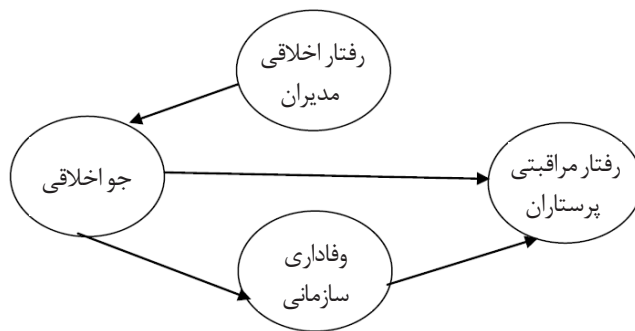 رفتار اخلاقی
مدیران
جو اخلاقی
رفتار مراقبتی
پرستاران
وفاداری
سازمانی